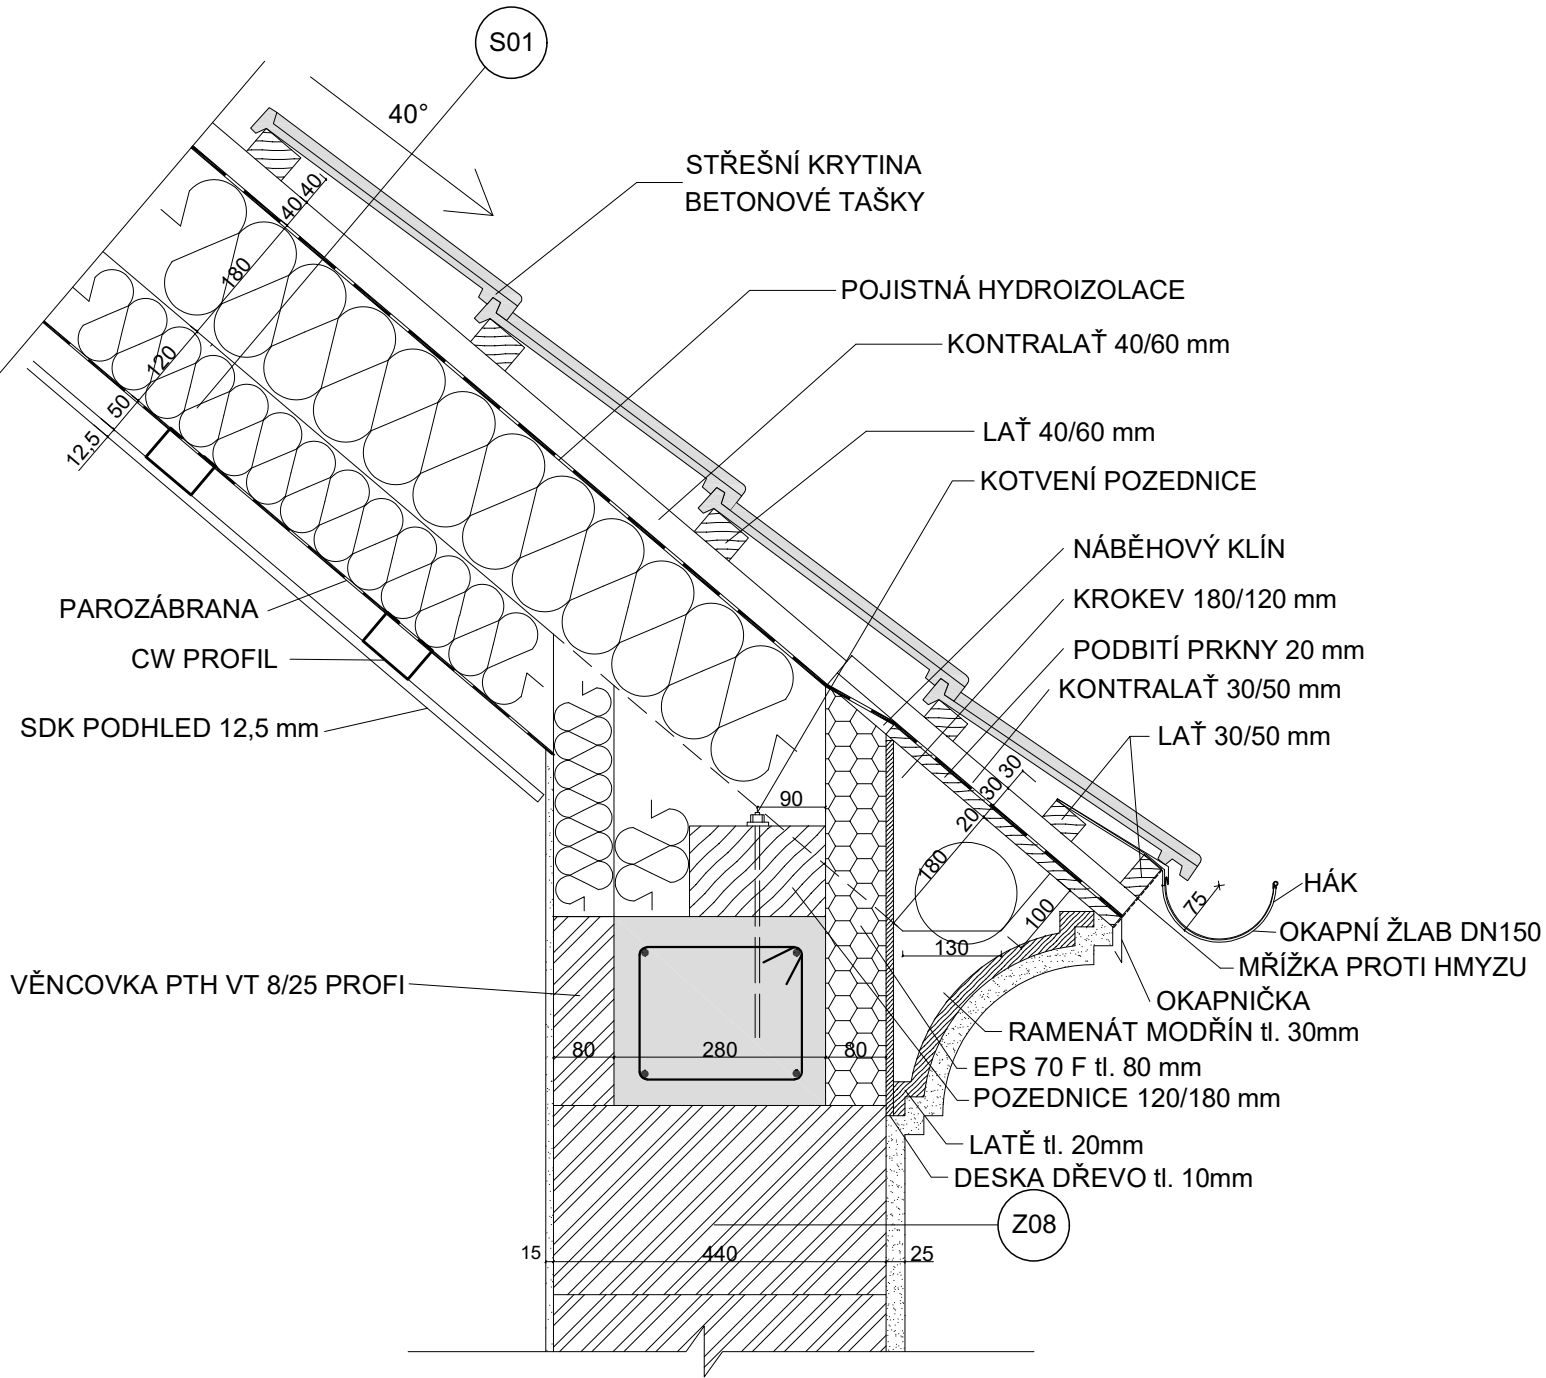 S01
40°
STŘEŠNÍ KRYTINA
BETONOVÉ TAŠKY
40
40
180
120
50
12,5
POJISTNÁ HYDROIZOLACE
KONTRALAŤ 40/60 mm
LAŤ 40/60 mm
KOTVENÍ POZEDNICE
NÁBĚHOVÝ KLÍN
KROKEV 180/120 mm
PODBITÍ PRKNY 20 mm
KONTRALAŤ 30/50 mm
LAŤ 30/50 mm
PAROZÁBRANA
CW PROFIL
SDK PODHLED 12,5 mm
90
30
30
20
180
100
130
75
HÁK
OKAPNÍ ŽLAB DN150
MŘÍŽKA PROTI HMYZU
OKAPNIČKA
VĚNCOVKA PTH VT 8/25 PROFI
RAMENÁT MODŘÍN tl. 30mm
80
280
80
EPS 70 F tl. 80 mm
POZEDNICE 120/180 mm
LATĚ tl. 20mm
DESKA DŘEVO tl. 10mm
Z08
15
440
25